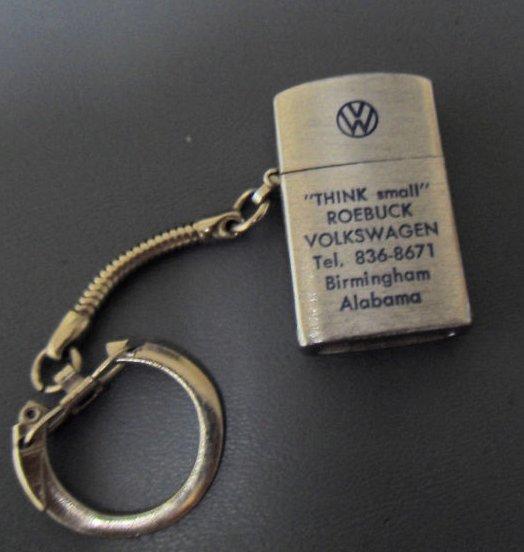 VW
"THINK small"
ROEBUCK
VOLKSWAGEN
Tel. 836-8671
Birmingham
Alabama